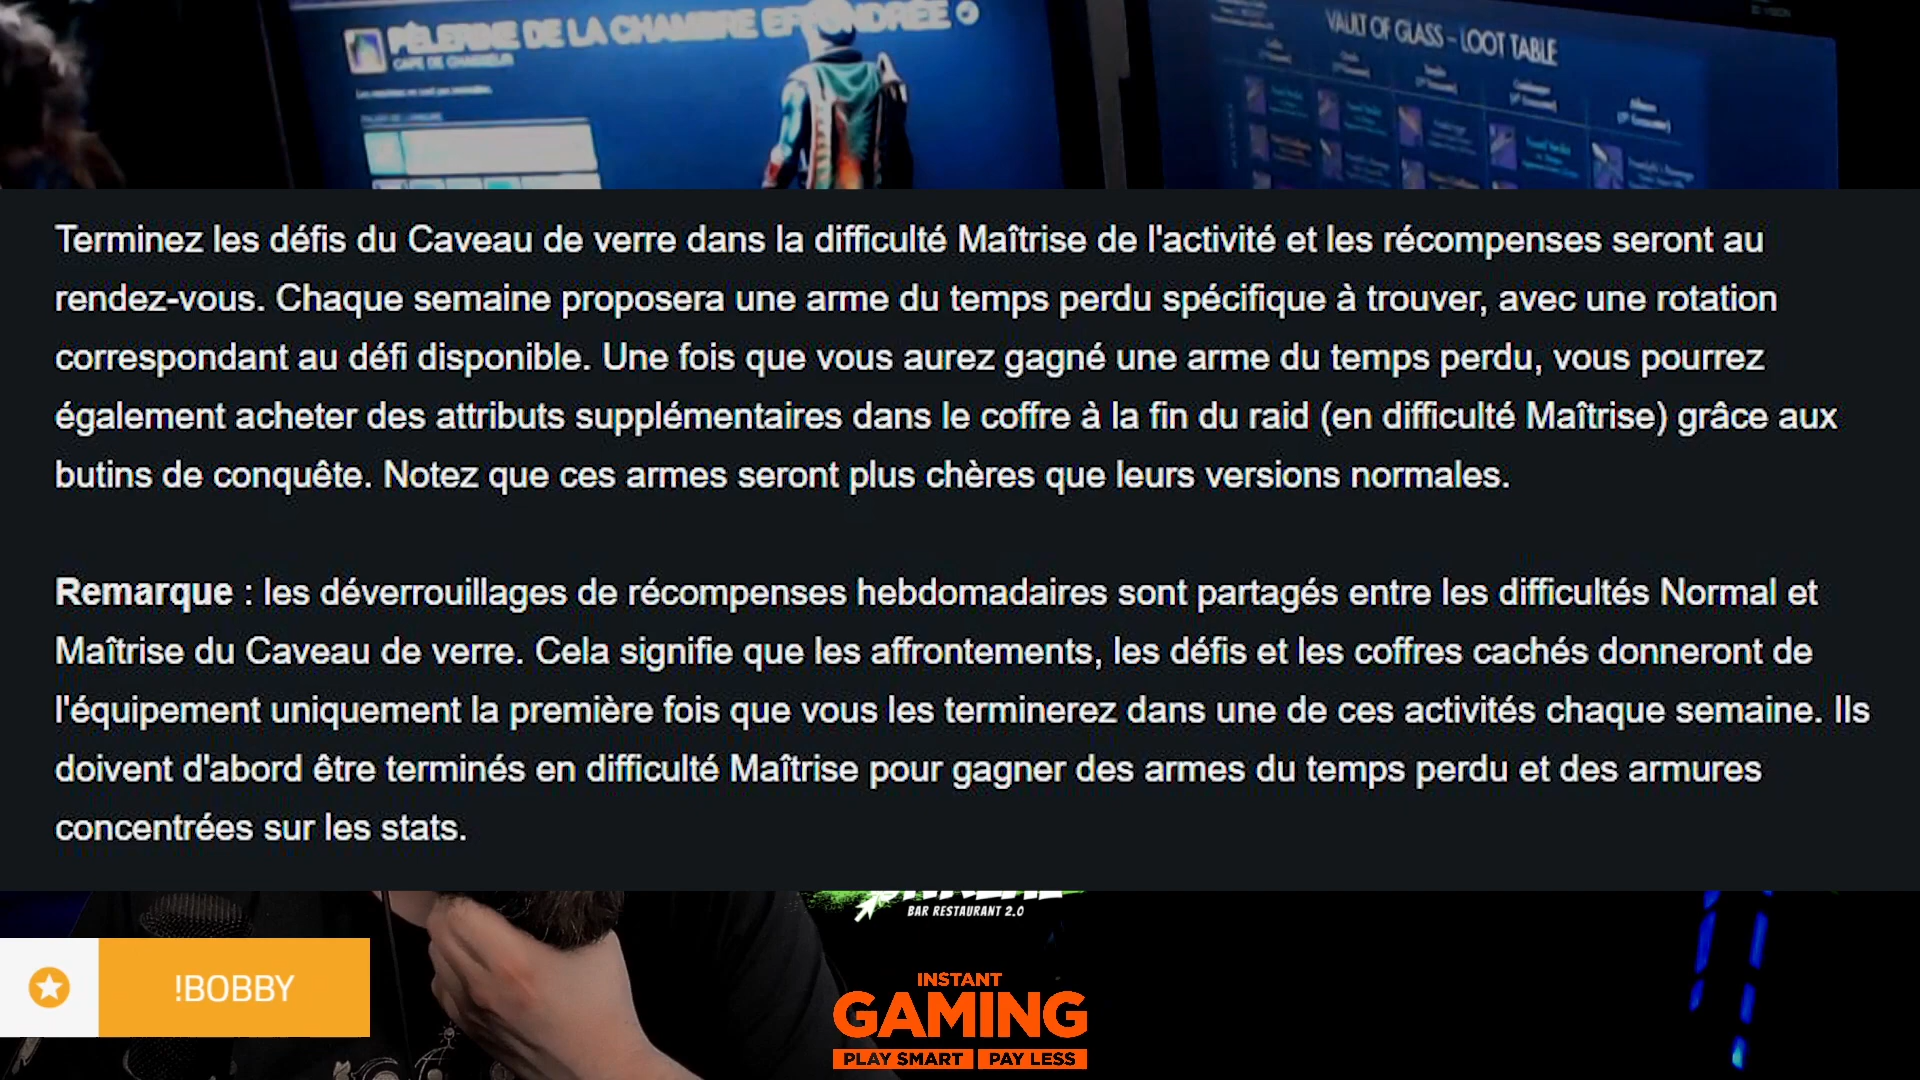 PÈLERINE DE LA CHAMBRE EFFONDRÉE
CAPE DE CHASSEUR
VAULT OF GLASS – LOOT TABLE
Terminez les défis du Caveau de verre dans la difficulté Maîtrise de l'activité et les récompenses seront au
rendez-vous. Chaque semaine proposera une arme du temps perdu spécifique à trouver, avec une rotation
correspondant au défi disponible. Une fois que vous aurez gagné une arme du temps perdu, vous pourrez
également acheter des attributs supplémentaires dans le coffre à la fin du raid (en difficulté Maîtrise) grâce aux
butins de conquête. Notez que ces armes seront plus chères que leurs versions normales.
Remarque : les déverrouillages de récompenses hebdomadaires sont partagés entre les difficultés Normal et
Maîtrise du Caveau de verre. Cela signifie que les affrontements, les défis et les coffres cachés donneront de
l'équipement uniquement la première fois que vous les terminerez dans une de ces activités chaque semaine. Ils
doivent d'abord être terminés en difficulté Maîtrise pour gagner des armes du temps perdu et des armures
concentrées sur les stats.
BAR RESTAURANT 2.0
!BOBBY
INSTANT
GAMING
PLAY SMART PAY LESS